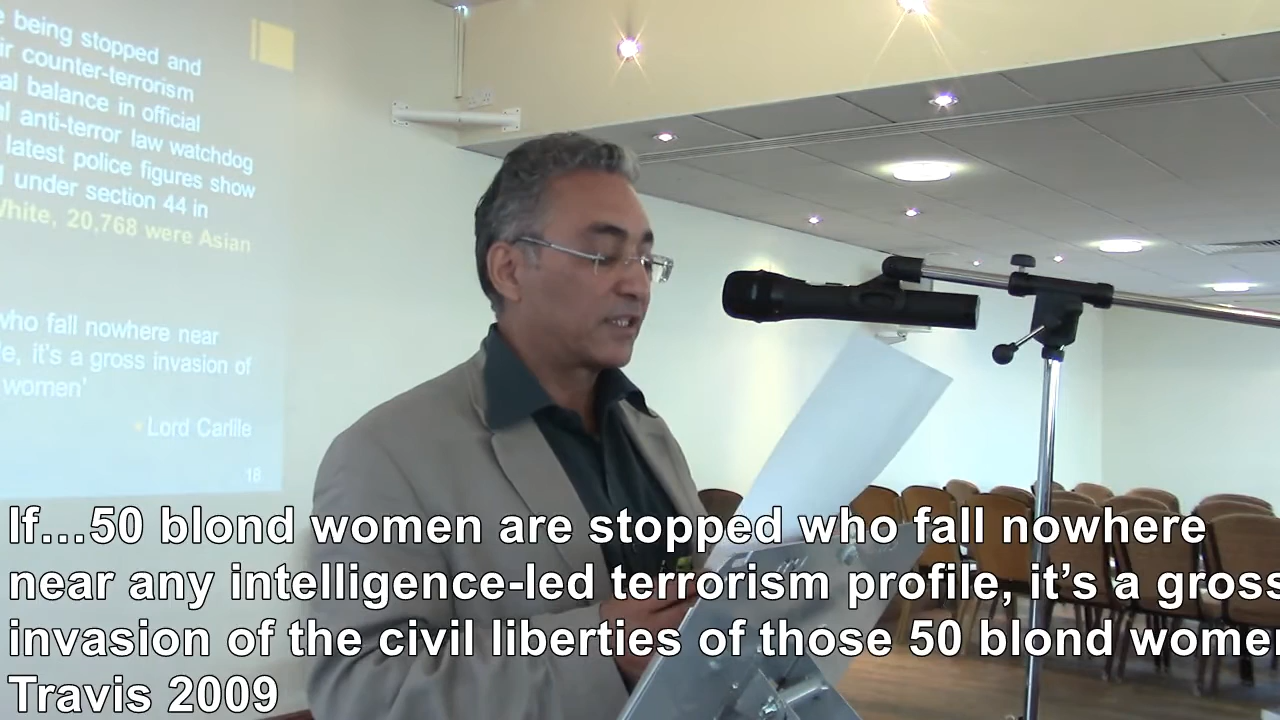 being stopped and
counter-terrorism
balance in official
anti-terror law watchdog
latest police figures show
under section 44 in
White, 20,768 were Asian
who fall nowhere near
it's a gross invasion of
women'
Lord Carlile
18
If...50 blond women are stopped who fall nowhere
near any intelligence-led terrorism profile, it’s a gross
invasion of the civil liberties of those 50 blond women
Travis 2009